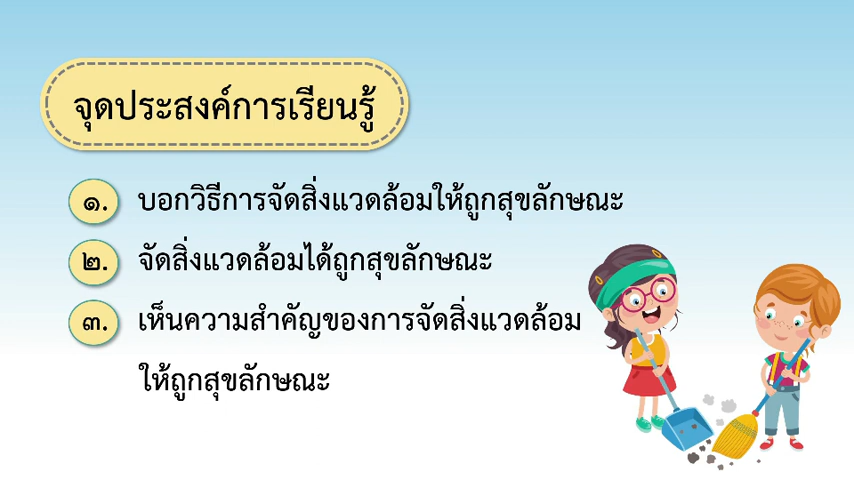 จุดประสงค์การเรียนรู้
๑. บอกวิธีการจัดสิ่งแวดล้อมให้ถูกสุขลักษณะ
๒. จัดสิ่งแวดล้อมได้ถูกสุขลักษณะ
๓. เห็นความสำคัญของการจัดสิ่งแวดล้อม
ให้ถูกสุขลักษณะ